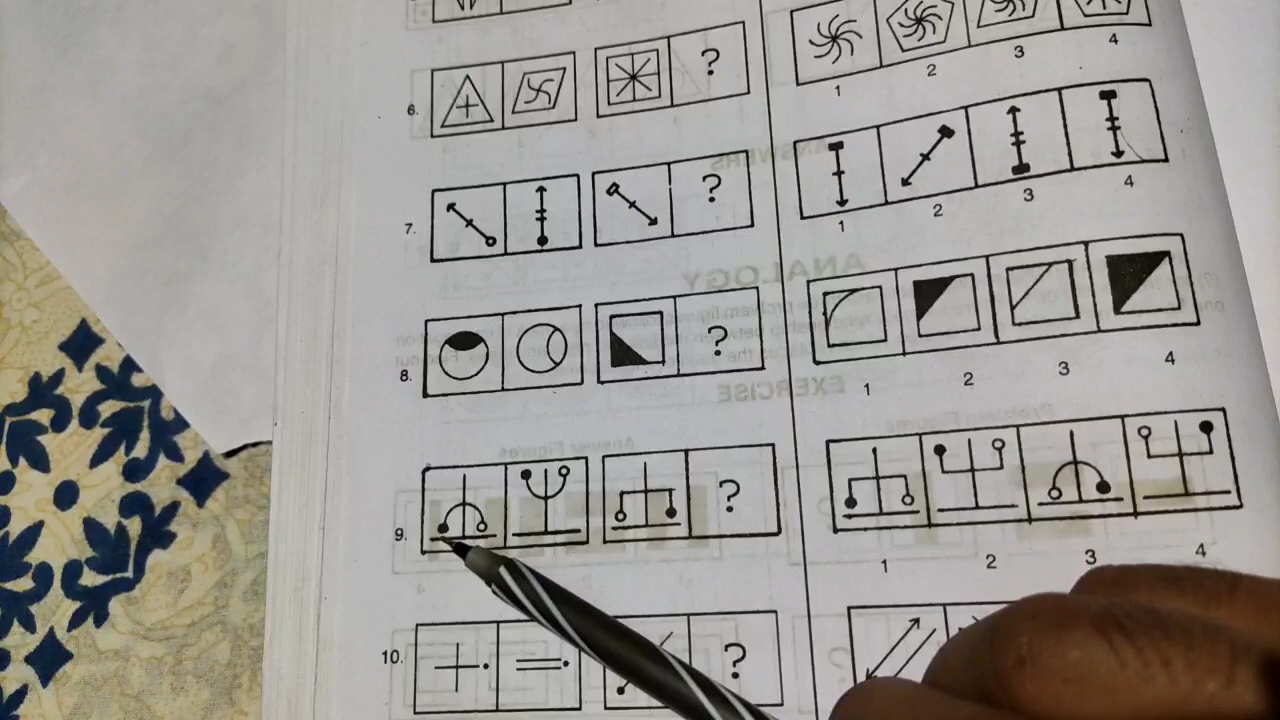 1 2 3 4
6. ?
7. ?
1 2 3 4
ANALOGY
8. ?
1 2 3 4
EXERCISE
9. ?
1 2 3 4
10. ?